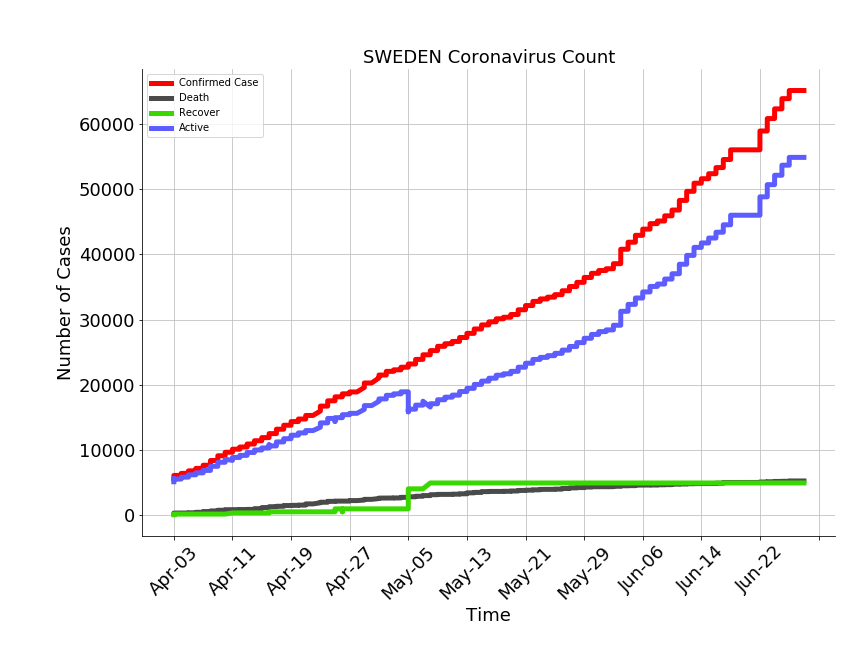 SWEDEN Coronavirus Count
Confirmed Case
Death
Recover
Active
Number of Cases
60000
50000
40000
30000
20000
10000
0
Apr-03
Apr-11
Apr-19
Apr-27
May-05
May-13
May-21
May-29
Jun-06
Jun-14
Jun-22
Time